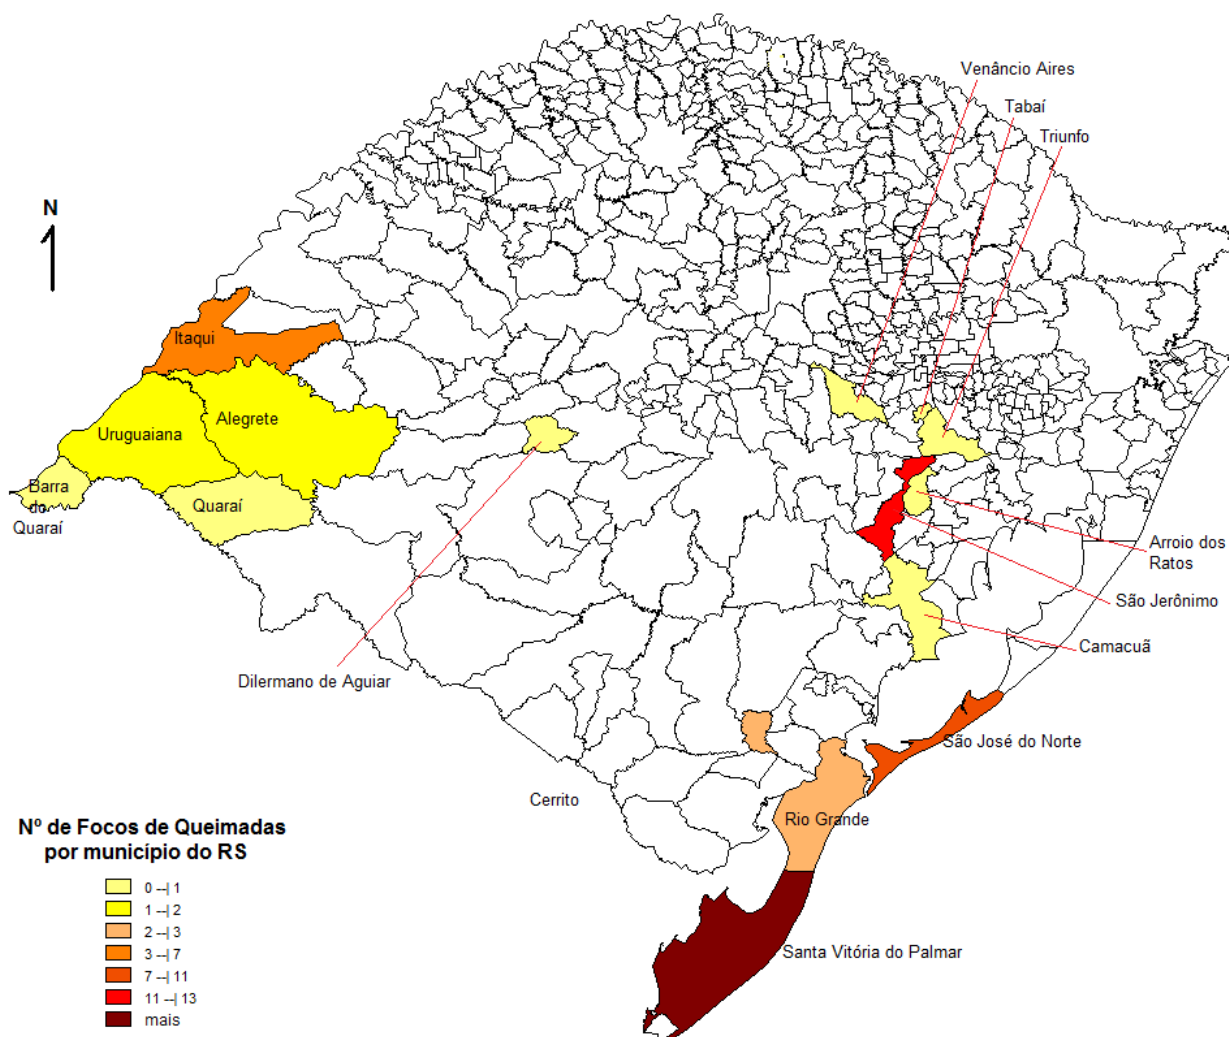 Venâncio Aires
Tabaí
Triunfo
N
Itaqui
Alegrete
Uruguaiana
Barra
do
Quaraí
Quaraí
Arroio dos
Ratos
São Jerônimo
Camacuã
Dilermano de Aguiar
São José do Norte
Cerrito
Rio Grande
Santa Vitória do Palmar
Nº de Focos de Queimadas
por município do RS
0 --| 1
1 --| 2
2 --| 3
3 --| 7
7 --| 11
11 --| 13
mais